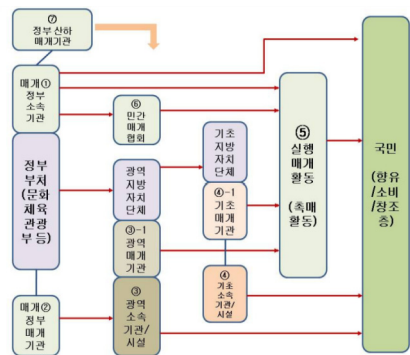 ⑦
정부 산하
매개기관
매개①
정부
소속
기관
⑥
민간
매개
협회
정부
부처
(문화
체육
관광
부 등)
광역
지방
자치
단체
기초
지방
자치
단체
③-1
광역
매개
기관
④-1
기초
매개
기관
매개②
정부
매개
기관
③
광역
소속
기관/
시설
④
기초
소속
기관/
시설
⑤
실행
매개
활동
(촉매
활동)
국민
(향유
/소비
/창조
층)